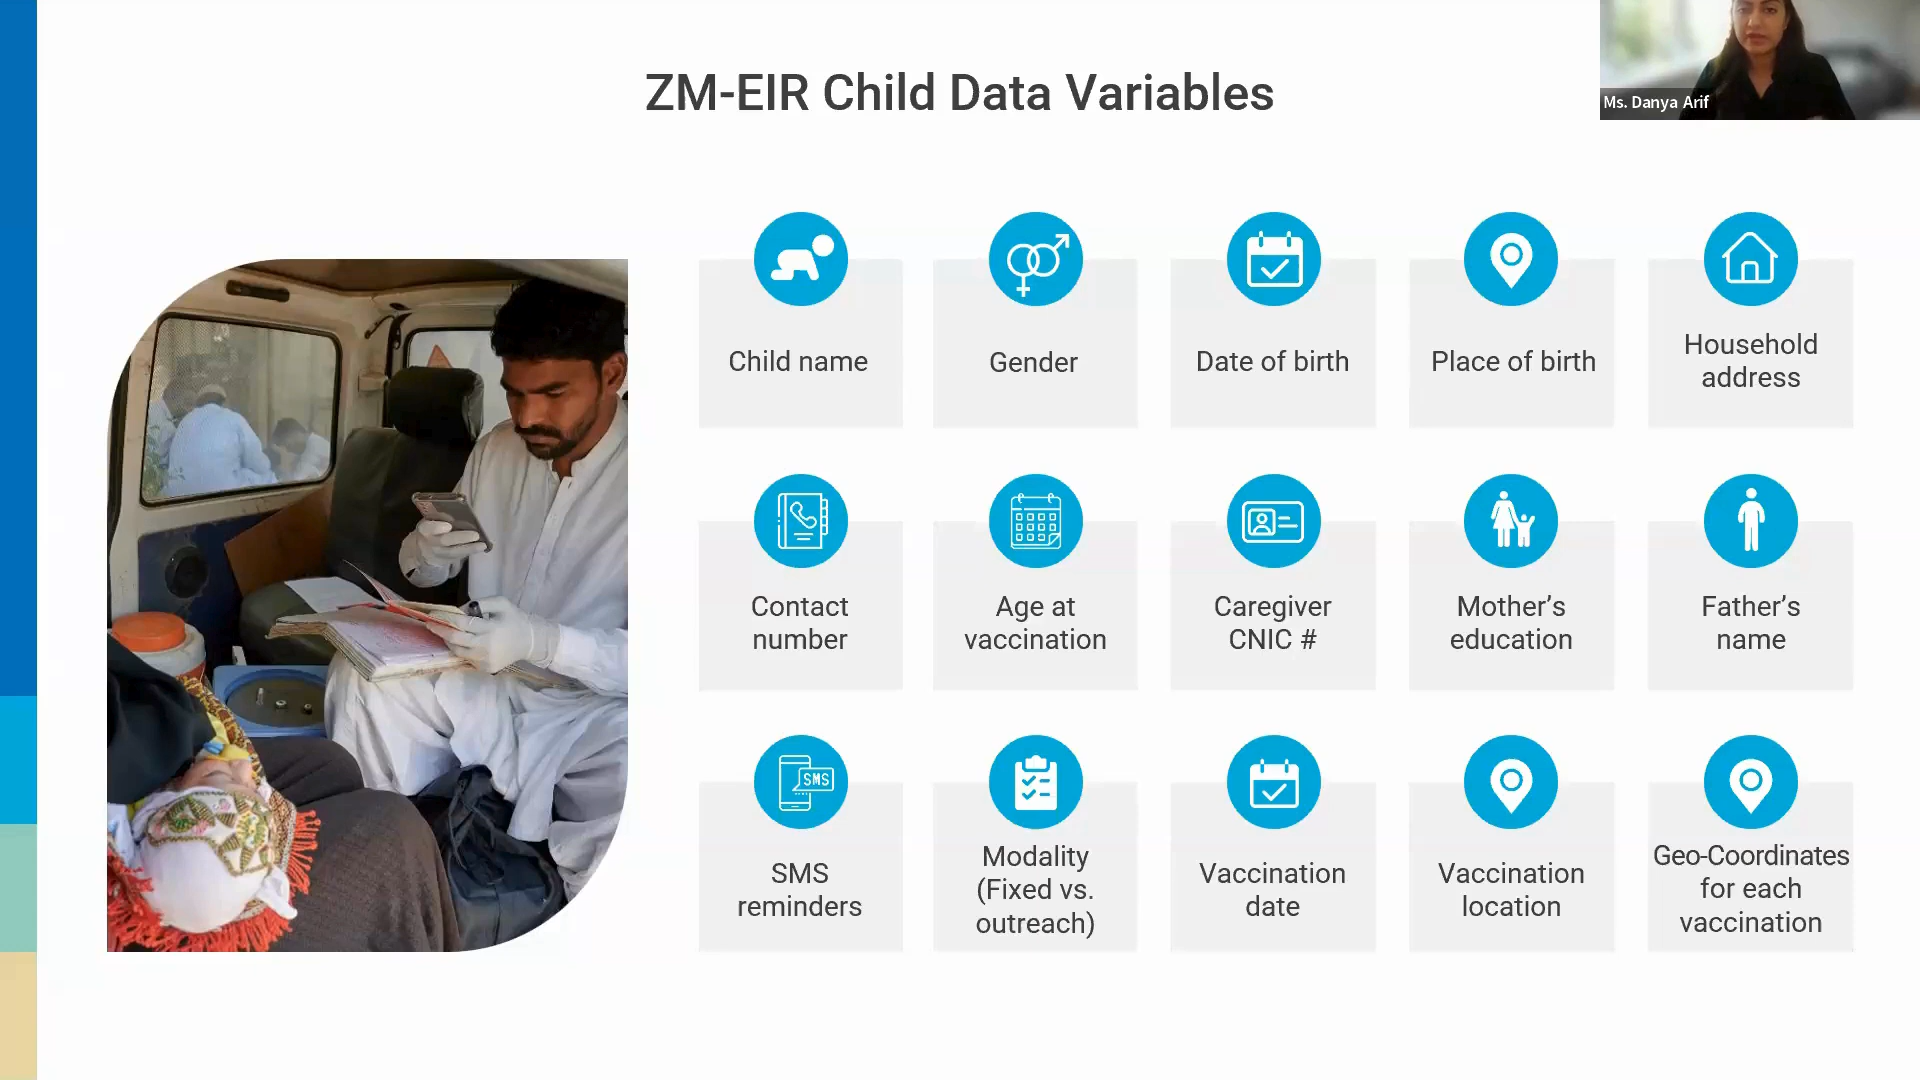 ZM-EIR Child Data Variables
Ms. Danya Arif
Child name
Gender
Date of birth
Place of birth
Household
address
Contact
number
Age at
vaccination
Caregiver
CNIC #
Mother's
education
Father's
name
SMS
SMS
reminders
Modality
(Fixed vs.
outreach)
Vaccination
date
Vaccination
location
Geo-Coordinates
for each
vaccination